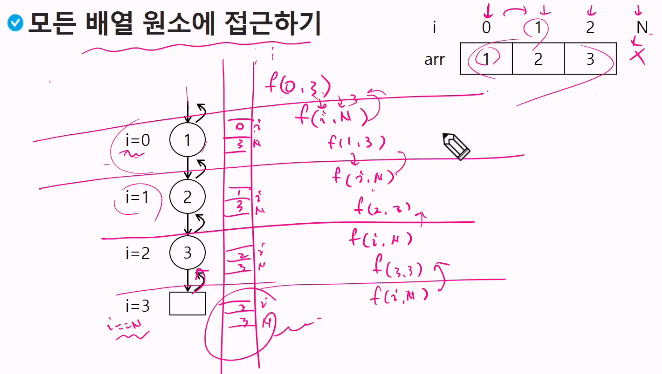 모든 배열 원소에 접근하기
i 0 1 2 N
arr 1 2 3
i
f(0,3)
3
f(i,N)
i=0 1 0 i
3 N
f(1,3)
f(i,N)
i=1 2 1 i
3 N
f(2,3)
f(i,N)
i=2 3 2 i
3 N
f(3,3)
f(i,N)
i=3 3 i
i==N 3 N